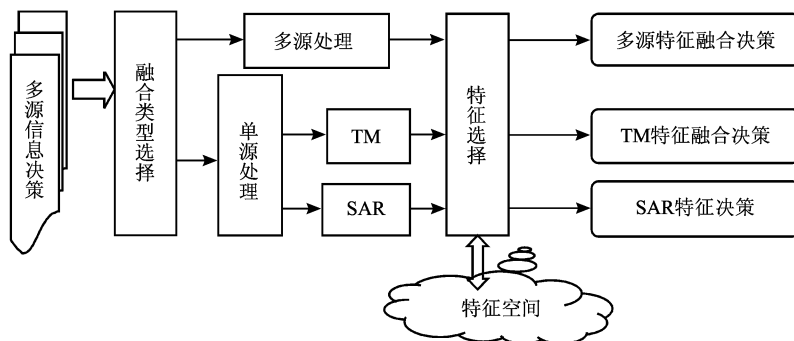 多源信息决策
融合类型选择
多源处理
单源处理
TM
SAR
特征选择
多源特征融合决策
TM特征融合决策
SAR特征决策
特征空间